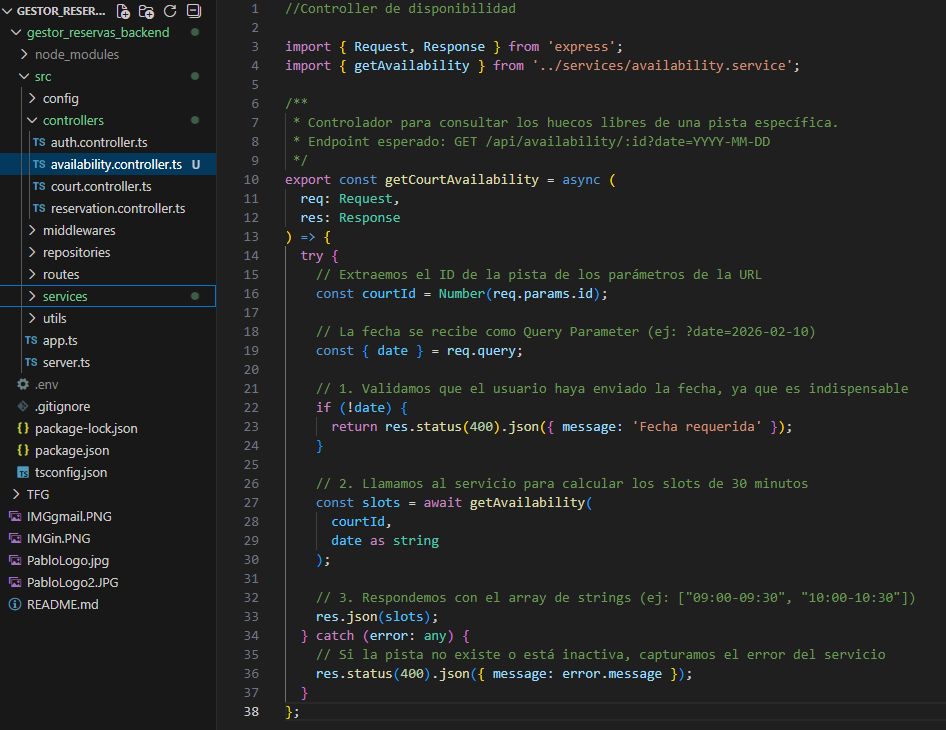 GESTOR_RESER...
gestor_reservas_backend
node_modules
src
config
controllers
TS auth.controller.ts
TS availability.controller.ts U
TS court.controller.ts
TS reservation.controller.ts
middlewares
repositories
routes
services
utils
TS app.ts
TS server.ts
.env
.gitignore
{} package-lock.json
{} package.json
TS tsconfig.json
TFG
IMGgmail.PNG
IMGin.PNG
PabloLogo.jpg
PabloLogo2.JPG
README.md
1 //Controller de disponibilidad
2
3 import { Request, Response } from 'express';
4 import { getAvailability } from '../services/availability.service';
5
6 /**
7  * Controlador para consultar los huecos libres de una pista específica.
8  * Endpoint esperado: GET /api/availability/:id?date=YYYY-MM-DD
9  */
10 export const getCourtAvailability = async (
11   req: Request,
12   res: Response
13 ) => {
14   try {
15     // Extraemos el ID de la pista de los parámetros de la URL
16     const courtId = Number(req.params.id);
17
18     // La fecha se recibe como Query Parameter (ej: ?date=2026-02-10)
19     const { date } = req.query;
20
21     // 1. Validamos que el usuario haya enviado la fecha, ya que es indispensable
22     if (!date) {
23       return res.status(400).json({ message: 'Fecha requerida' });
24     }
25
26     // 2. Llamamos al servicio para calcular los slots de 30 minutos
27     const slots = await getAvailability(
28       courtId,
29       date as string
30     );
31
32     // 3. Respondemos con el array de strings (ej: ["09:00-09:30", "10:00-10:30"])
33     res.json(slots);
34   } catch (error: any) {
35     // Si la pista no existe o está inactiva, capturamos el error del servicio
36     res.status(400).json({ message: error.message });
37   }
38 };